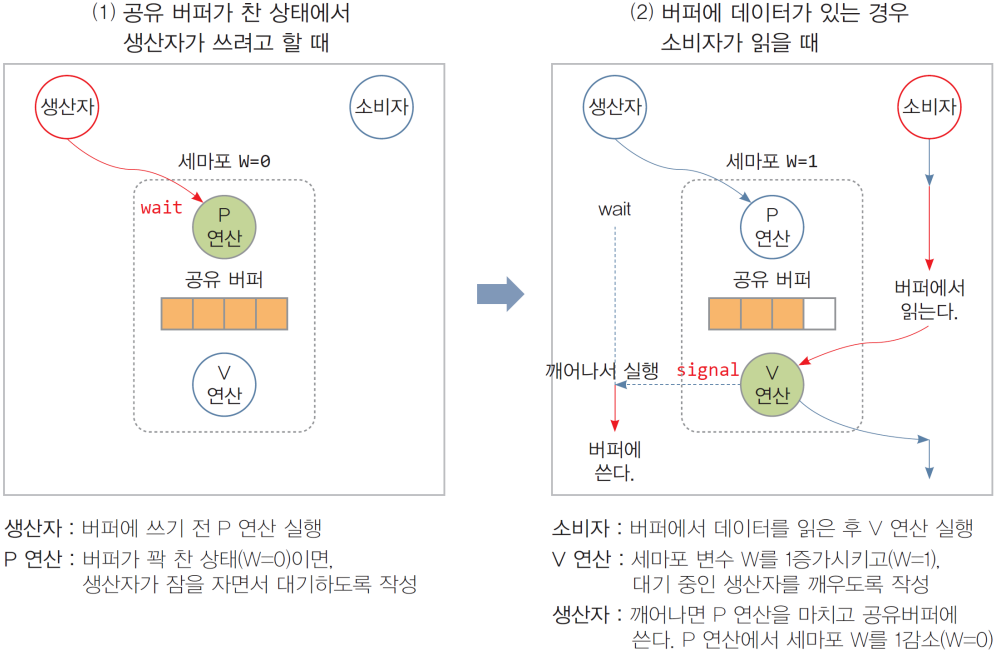 (1) 공유 버퍼가 찬 상태에서
생산자가 쓰려고 할 때
생산자
소비자
세마포 W=0
wait
P
연산
공유 버퍼
V
연산
생산자 : 버퍼에 쓰기 전 P 연산 실행
P 연산 : 버퍼가 꽉 찬 상태(W=0)이면,
생산자가 잠을 자면서 대기하도록 작성
(2) 버퍼에 데이터가 있는 경우
소비자가 읽을 때
생산자
소비자
세마포 W=1
wait
P
연산
공유 버퍼
버퍼에서
읽는다.
깨어나서 실행
signal
V
연산
버퍼에
쓴다.
소비자 : 버퍼에서 데이터를 읽은 후 V 연산 실행
V 연산 : 세마포 변수 W를 1증가시키고(W=1),
대기 중인 생산자를 깨우도록 작성
생산자 : 깨어나면 P 연산을 마치고 공유버퍼에
쓴다. P 연산에서 세마포 W를 1감소(W=0)